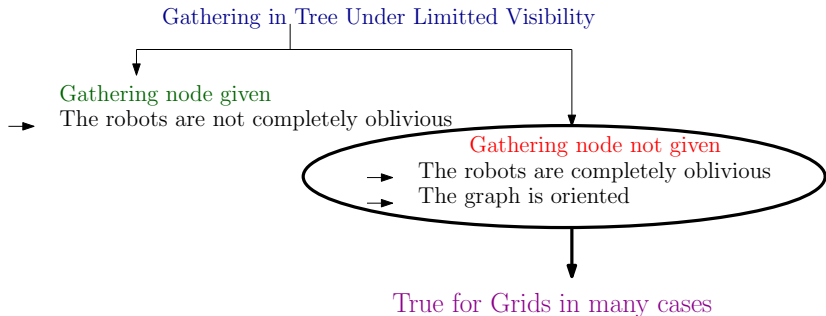 Gathering in Tree Under Limitted Visibility
Gathering node given
The robots are not completely oblivious
Gathering node not given
The robots are completely oblivious
The graph is oriented
True for Grids in many cases